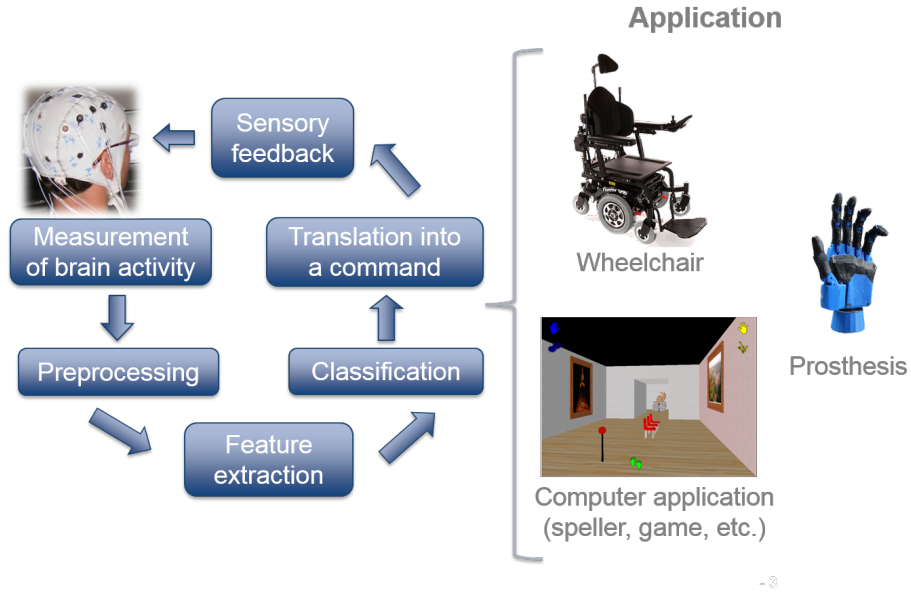 Application
Sensory
feedback
Measurement
of brain activity
Translation into
a command
Preprocessing
Classification
Feature
extraction
Wheelchair
Prosthesis
Computer application
(speller, game, etc.)
- 3